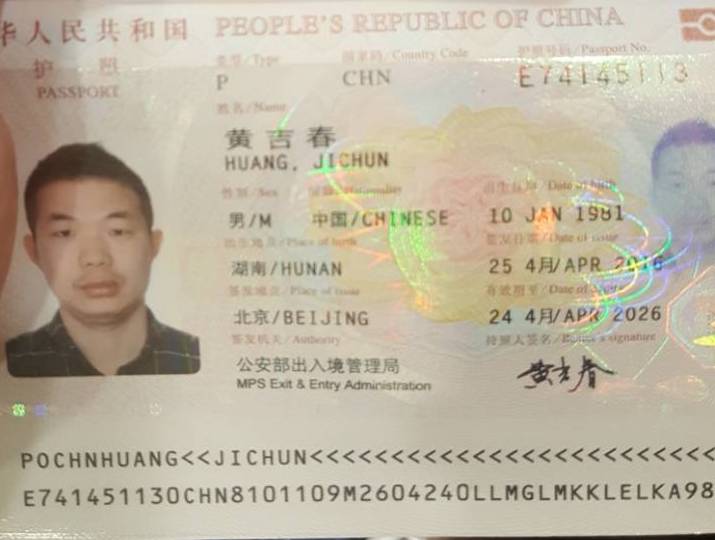 华人民共和国 PEOPLE'S REPUBLIC OF CHINA
护照
PASSPORT
类型/Type 国家码/Country Code 护照号码/Passport No.
P CHN E74145113
姓名/Name
黄吉春
HUANG, JICHUN
性别/Sex 国籍/Nationality 出生日期/Date of birth
男/M 中国/CHINESE 10 JAN 1981
出生地点/Place of birth 签发日期/Date of issue
湖南/HUNAN 25 4月/APR 2016
签发地点/Place of issue 有效期至/Date of
北京/BEIJING 24 4月/APR 2026
签发机关/Authority 持照人签名/Bearer's signature
公安部出入境管理局 黄吉春
MPS Exit & Entry Administration
POCHNHUANG<<JICHUN<<<<<<<<<<<<<<<<<<<<<<<<<
E741451130CHN8101109M2604240LLMGLMKKLELKA98